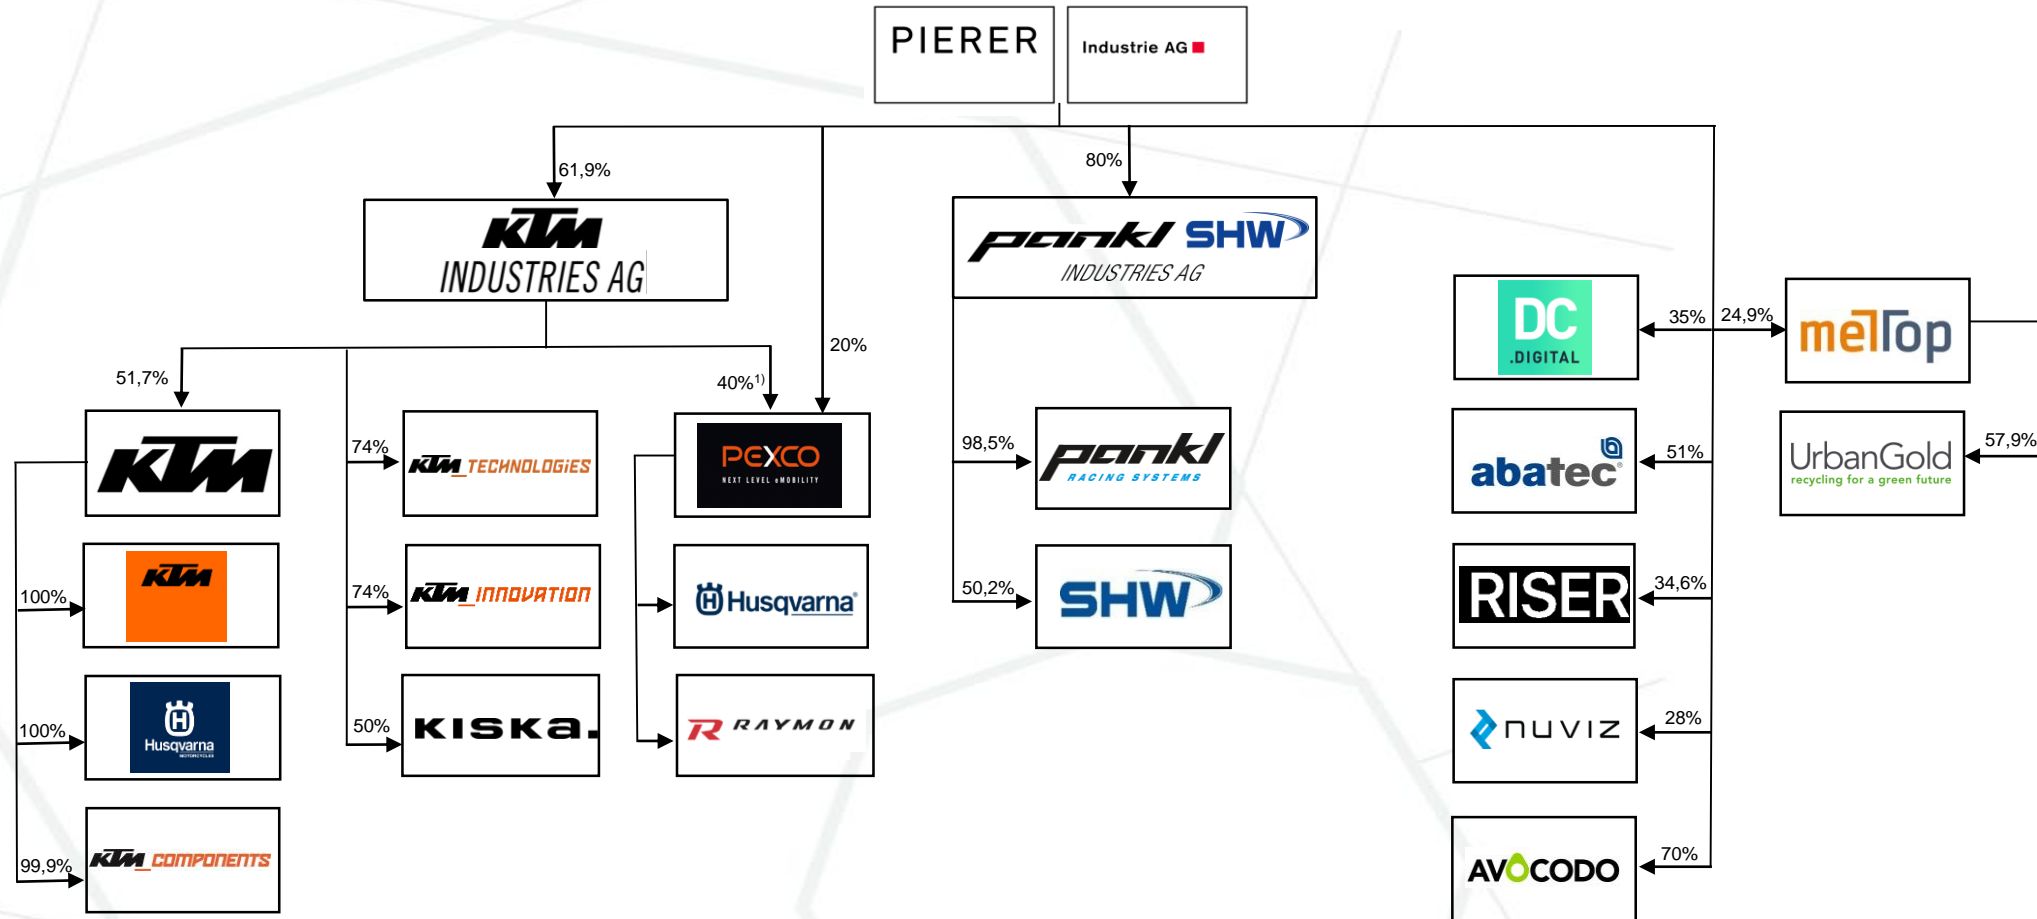 PIERER
Industrie AG
61,9%
80%
KTM
INDUSTRIES AG
pankl SHW
INDUSTRIES AG
20%
51,7%
40%¹⁾
35%
24,9%
DC
.DIGITAL
melTop
KTM
74%
KTM_TECHNOLOGIES
PEXCO
NEXT LEVEL eMOBILITY
98,5%
pankl
RACING SYSTEMS
abatec®
51%
UrbanGold
recycling for a green future
57,9%
100%
KTM
74%
KTM_INNOVATION
Husqvarna®
50,2%
SHW
RISER
34,6%
100%
Husqvarna
MOTORCYCLES
50%
KISKA.
R RAYMON
NUVIZ
28%
99,9%
KTM_COMPONENTS
AVOCODO
70%